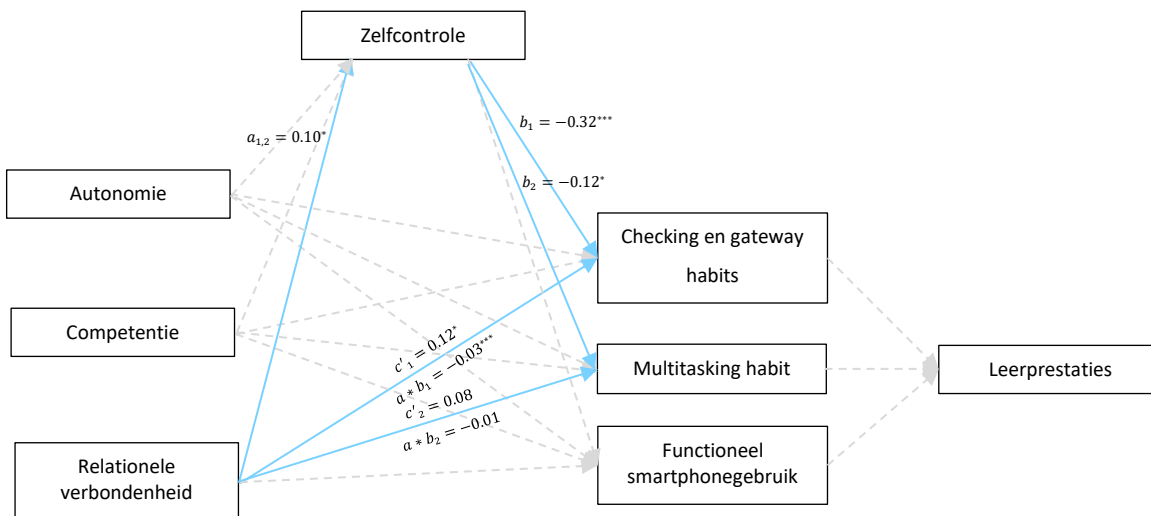 Zelfcontrole
a₁,₂ = 0.10*
b₁ = −0.32***
b₂ = −0.12*
Autonomie
Checking en gateway
habits
Competentie
c′₁ = 0.12*
a ∗ b₁ = −0.03***
c′₂ = 0.08
a ∗ b₂ = −0.01
Multitasking habit
Leerprestaties
Relationele
verbondenheid
Functioneel
smartphonegebruik